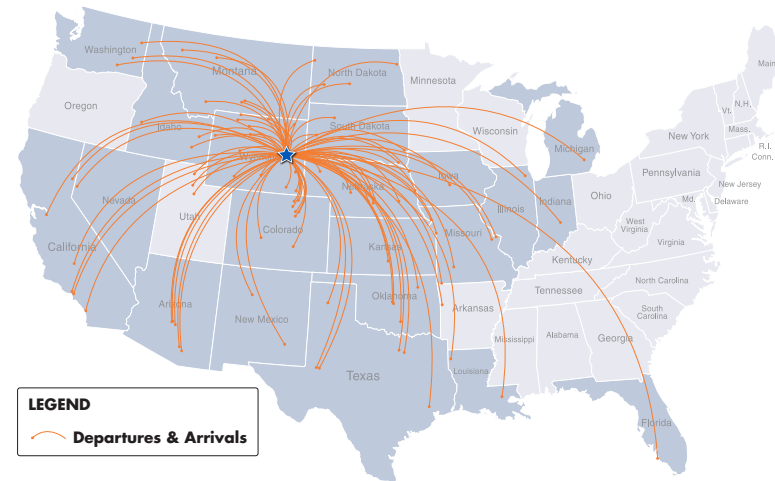 Washington
Montana
North Dakota
Minnesota
Main
Oregon
Idaho
South Dakota
Wisconsin
Michigan
Vt.
N.H.
New York
Mass.
R.I.
Conn.
Nebraska
Iowa
Illinois
Indiana
Ohio
Pennsylvania
New Jersey
Md.
Delaware
Nevada
Utah
Colorado
Kansas
Missouri
West
Virginia
Virginia
California
Kentucky
Arizona
New Mexico
Oklahoma
Arkansas
Tennessee
North Carolina
South
Carolina
Mississippi
Alabama
Georgia
Texas
Louisiana
Florida
LEGEND
Departures & Arrivals